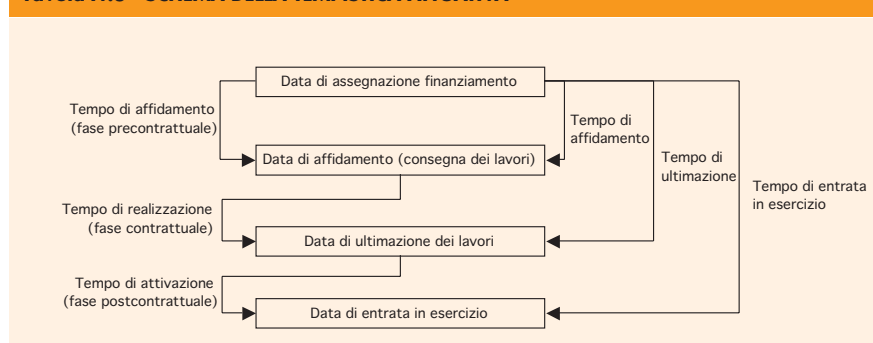 Data di assegnazione finanziamento
Tempo di affidamento
(fase precontrattuale)
Tempo di
affidamento
Data di affidamento (consegna dei lavori)
Tempo di
ultimazione
Tempo di entrata
in esercizio
Tempo di realizzazione
(fase contrattuale)
Data di ultimazione dei lavori
Tempo di attivazione
(fase postcontrattuale)
Data di entrata in esercizio